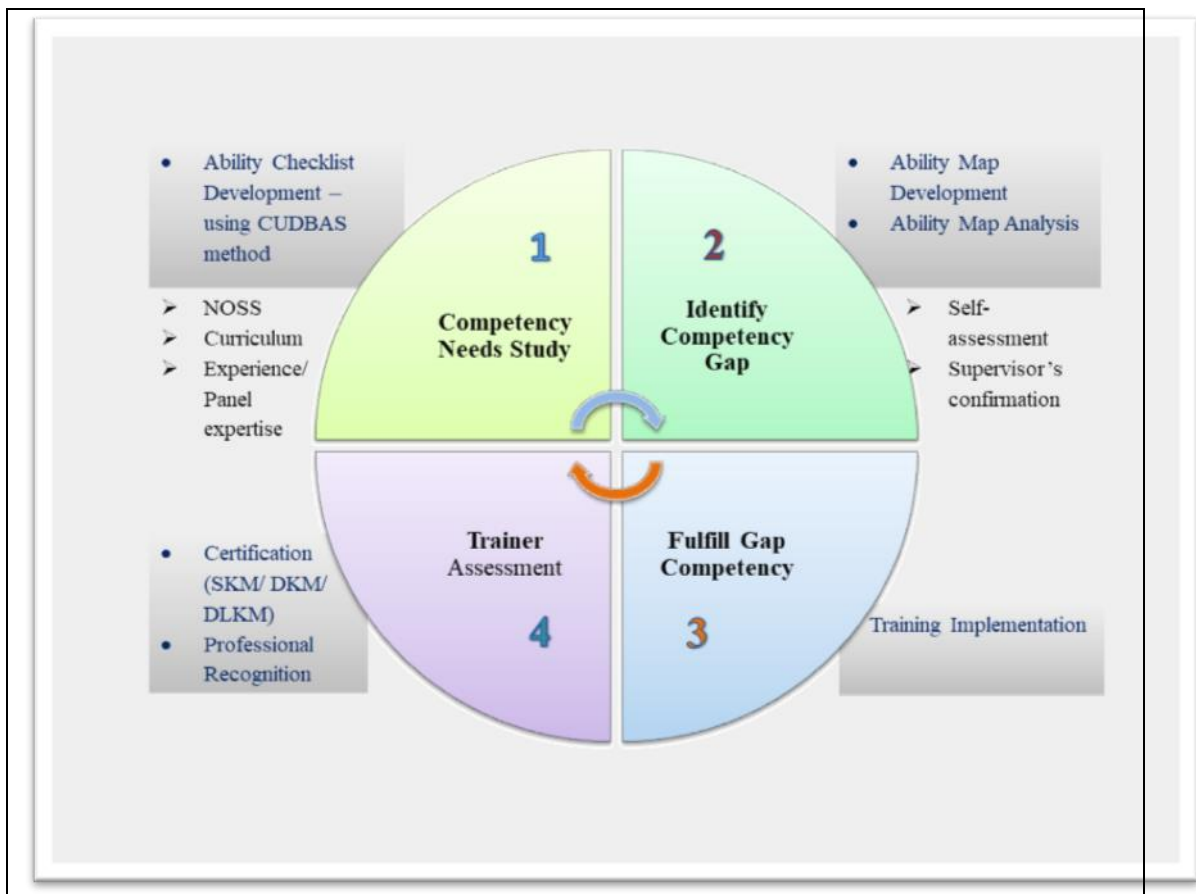 • Ability Checklist
Development –
using CUDBAS
method
➢ NOSS
➢ Curriculum
➢ Experience/
Panel
expertise
1
Competency
Needs Study
2
Identify
Competency
Gap
• Ability Map
Development
• Ability Map Analysis
➢ Self-
assessment
➢ Supervisor’s
confirmation
• Certification
(SKM/ DKM/
DLKM)
• Professional
Recognition
Trainer
Assessment
4
Fulfill Gap
Competency
3
Training Implementation